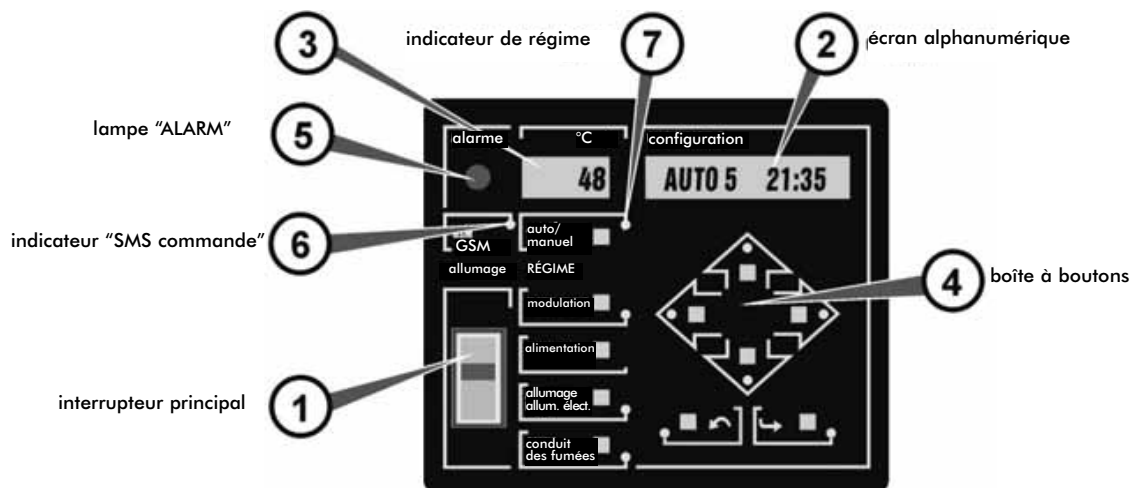 3
indicateur de régime
7
2
écran alphanumérique
lampe “ALARM”
5
alarme
°C
configuration
48
AUTO 5 21:35
indicateur “SMS commande”
6
GSM
auto/
manuel
allumage
RÉGIME
4
boîte à boutons
modulation
alimentation
interrupteur principal
1
allumage
allum. élect.
conduit
des fumées